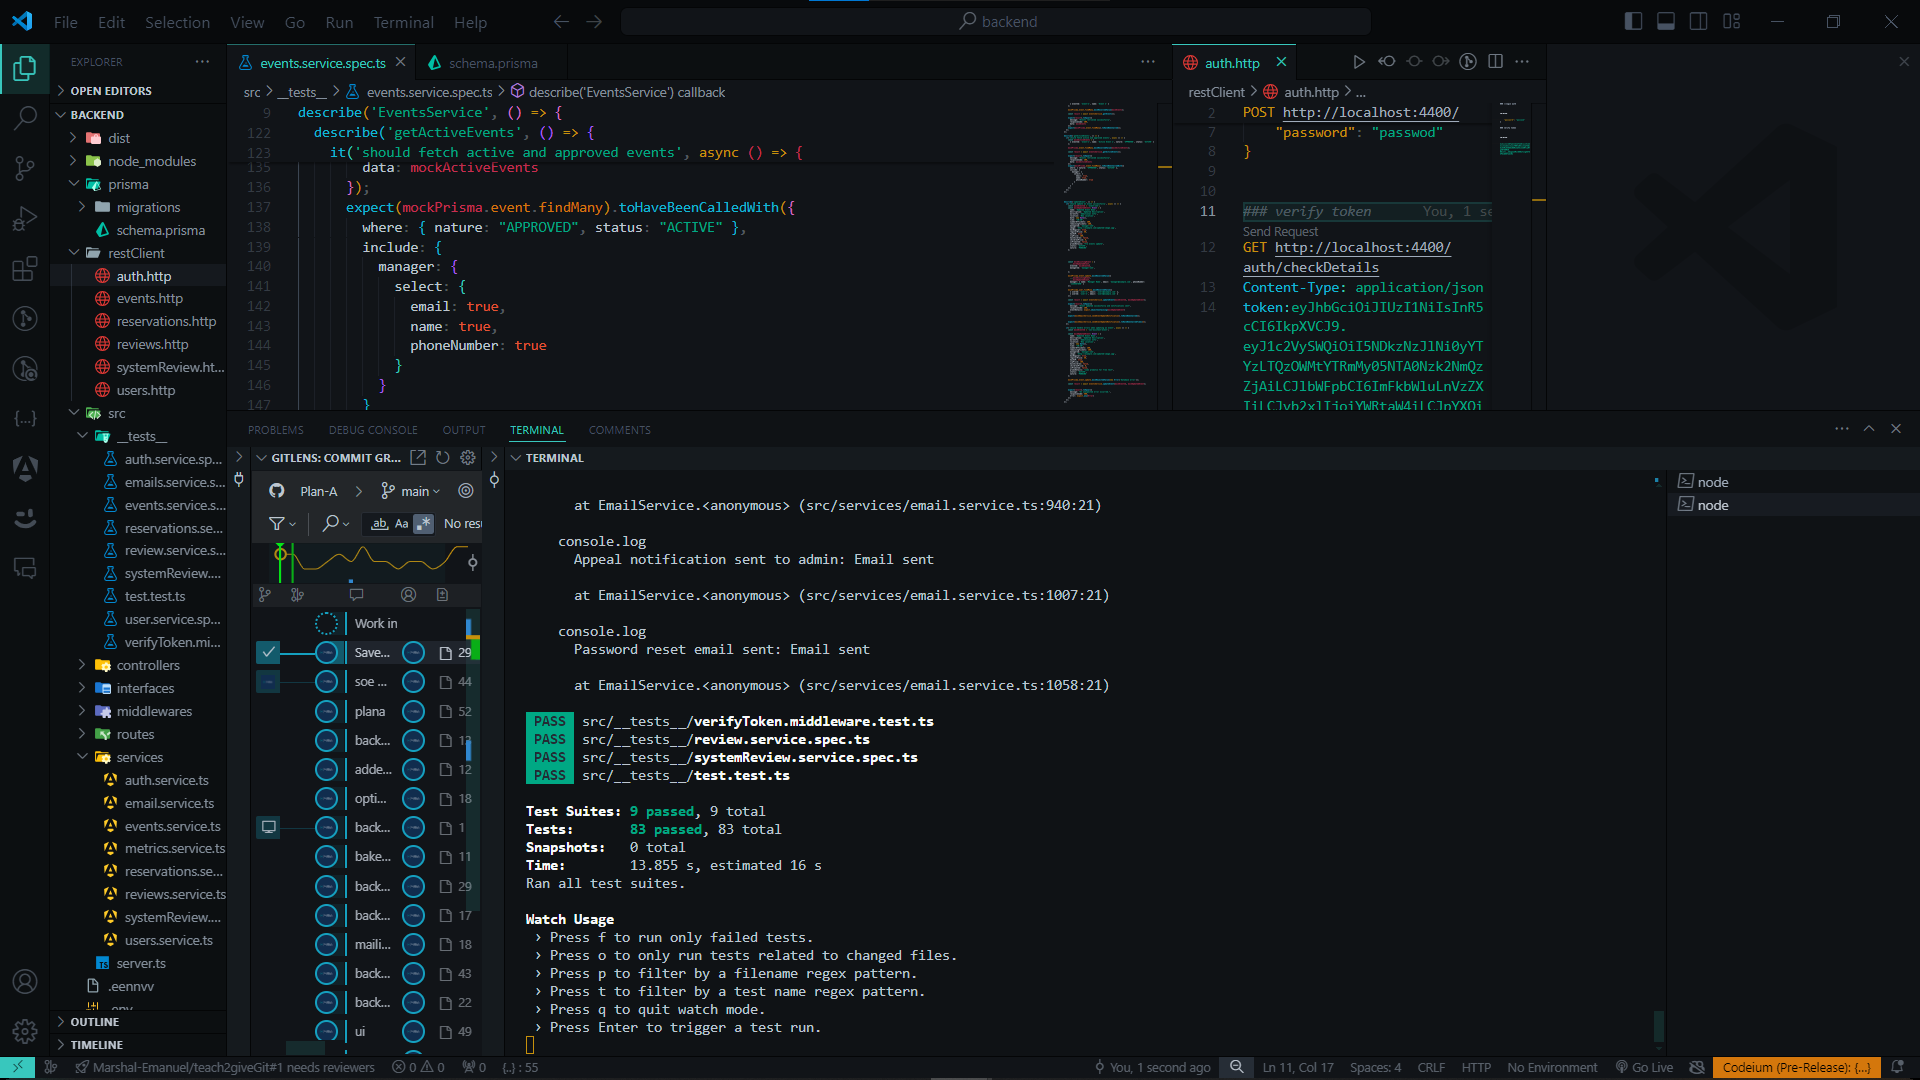 File Edit Selection View Go Run Terminal Help
backend
EXPLORER
OPEN EDITORS
BACKEND
dist
node_modules
prisma
migrations
schema.prisma
restClient
auth.http
events.http
reservations.http
reviews.http
systemReview.ht...
users.http
src
__tests__
auth.service.sp...
emails.service.s...
events.service.s...
reservations.se...
review.service.s...
systemReview....
test.test.ts
user.service.sp...
verifyToken.mi...
controllers
interfaces
middlewares
routes
services
auth.service.ts
email.service.ts
events.service.ts
metrics.service.ts
reservations.se...
reviews.service.ts
systemReview....
users.service.ts
server.ts
.eennvv
.env
OUTLINE
TIMELINE
events.service.spec.ts
schema.prisma
src > __tests__ > events.service.spec.ts > describe('EventsService') callback
9 describe('EventsService', () => {
122 describe('getActiveEvents', () => {
123 it('should fetch active and approved events', async () => {
135 data: mockActiveEvents
136 });
137 expect(mockPrisma.event.findMany).toHaveBeenCalledWith({
138 where: { nature: "APPROVED", status: "ACTIVE" },
139 include: {
140 manager: {
141 select: {
142 email: true,
143 name: true,
144 phoneNumber: true
145 }
146 }
147 }
auth.http
restClient > auth.http > ...
2 POST http://localhost:4400/
7 "password": "passwod"
8 }
9
10
11 ### verify token You, 1 se
Send Request
12 GET http://localhost:4400/
auth/checkDetails
13 Content-Type: application/json
14 token:eyJhbGciOiJIUzI1NiIsInR5
cCI6IkpXVCJ9.
eyJ1c2VySWQiOiI5NDkzNzJlNi0yYT
YzLTQzOWMtYTRmMy05NTA0Nzk2NmQz
ZjAiLCJlbWFpbCI6ImFkbWluLnVzZX
IiLCJyb2xlIjoiYWRtaW4iLCJpYXQi
PROBLEMS DEBUG CONSOLE OUTPUT TERMINAL COMMENTS
GITLENS: COMMIT GR...
Plan-A > main
ab, Aa .* No resu
Work in
Save... 29
soe ... 44
plana 52
back... 13
adde... 12
opti... 18
back... 1
bake... 11
back... 29
back... 17
maili... 18
back... 43
back... 22
ui 49
TERMINAL
at EmailService.<anonymous> (src/services/email.service.ts:940:21)
console.log
Appeal notification sent to admin: Email sent
at EmailService.<anonymous> (src/services/email.service.ts:1007:21)
console.log
Password reset email sent: Email sent
at EmailService.<anonymous> (src/services/email.service.ts:1058:21)
PASS src/__tests__/verifyToken.middleware.test.ts
PASS src/__tests__/review.service.spec.ts
PASS src/__tests__/systemReview.service.spec.ts
PASS src/__tests__/test.test.ts
Test Suites: 9 passed, 9 total
Tests: 83 passed, 83 total
Snapshots: 0 total
Time: 13.855 s, estimated 16 s
Ran all test suites.
Watch Usage
› Press f to run only failed tests.
› Press o to only run tests related to changed files.
› Press p to filter by a filename regex pattern.
› Press t to filter by a test name regex pattern.
› Press q to quit watch mode.
› Press Enter to trigger a test run.
node
node
Marshal-Emanuel/teach2giveGit#1 needs reviewers 0 0 0 {..} : 55
You, 1 second ago Ln 11, Col 17 Spaces: 4 CRLF HTTP No Environment Go Live Codeium (Pre-Release): {...}